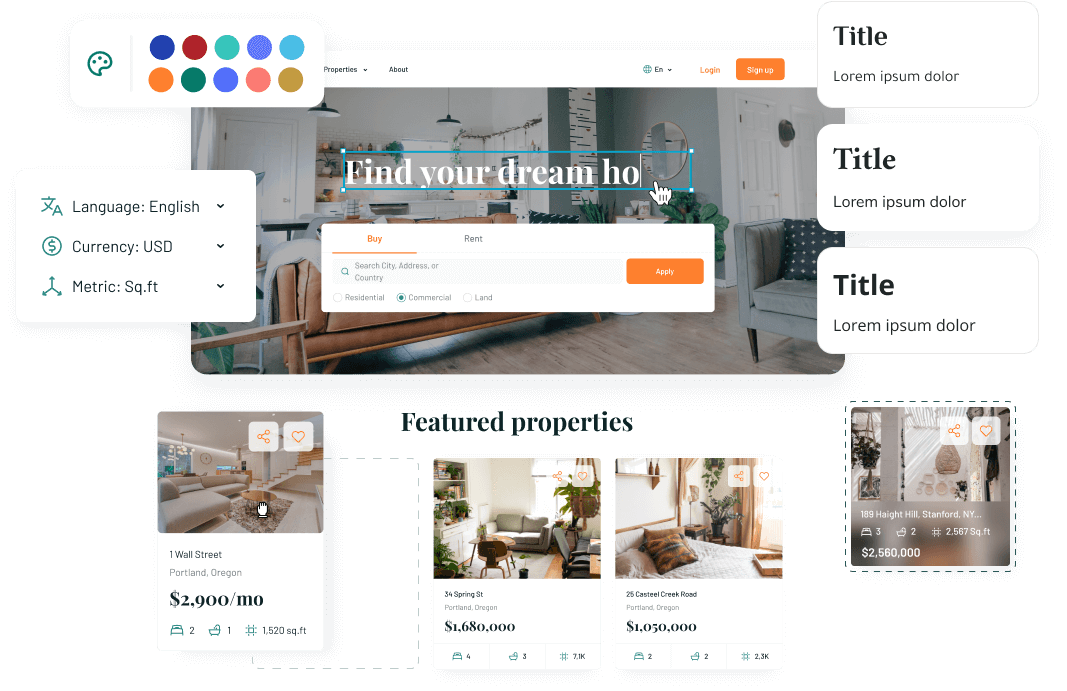 Properties
About
En
Login
Sign up
Title
Lorem ipsum dolor
Title
Lorem ipsum dolor
Title
Lorem ipsum dolor
Language: English
Currency: USD
Metric: Sq.ft
Find your dream ho
Buy
Rent
Search City, Address, or
Country
Apply
Residential
Commercial
Land
Featured properties
1 Wall Street
Portland, Oregon
$2,900/mo
2
1
1,520 sq.ft
34 Spring St
Portland, Oregon
$1,680,000
4
3
7,1K
25 Casteel Creek Road
Portland, Oregon
$1,050,000
2
2
2,3K
189 Haight Hill, Stanford, NY...
3
2
2,567 Sq.ft
$2,560,000